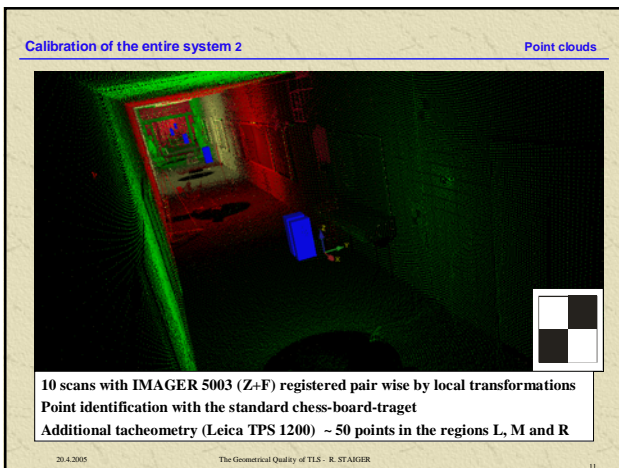 Calibration of the entire system 2 Point clouds
10 scans with IMAGER 5003 (Z+F) registered pair wise by local transformations
Point identification with the standard chess-board-traget
Additional tacheometry (Leica TPS 1200) ~ 50 points in the regions L, M and R
20.4.2005 The Geometrical Quality of TLS - R. STAIGER 11